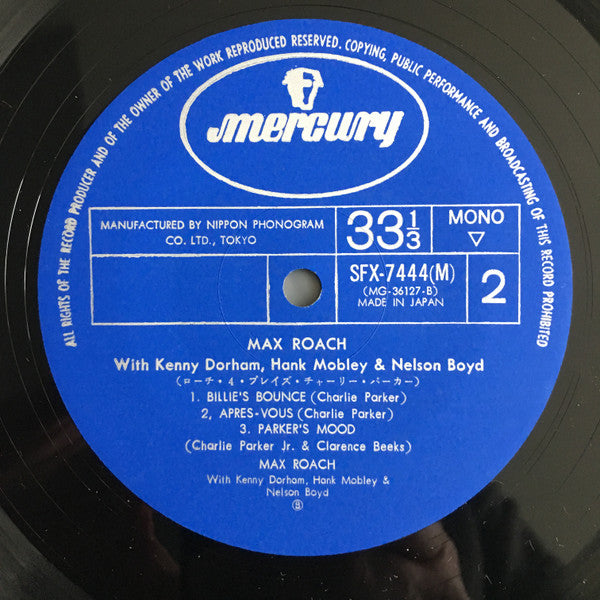 ALL RIGHTS OF THE RECORD PRODUCER AND OF THE OWNER OF THE WORK REPRODUCED RESERVED. COPYING, PUBLIC PERFORMANCE AND BROADCASTING OF THIS RECORD PROHIBITED
mercury
MANUFACTURED BY NIPPON PHONOGRAM
CO. LTD., TOKYO
33 1/3
MONO
▽
SFX-7444(M)
(MG-36127-B)
MADE IN JAPAN
2
MAX ROACH
With Kenny Dorham, Hank Mobley & Nelson Boyd
(ローチ・4・プレイズ・チャーリー・パーカー)
1. BILLIE'S BOUNCE (Charlie Parker)
2, APRES-VOUS (Charlie Parker)
3. PARKER'S MOOD
(Charlie Parker Jr. & Clarence Beeks)
MAX ROACH
With Kenny Dorham, Hank Mobley &
Nelson Boyd
Ⓑ